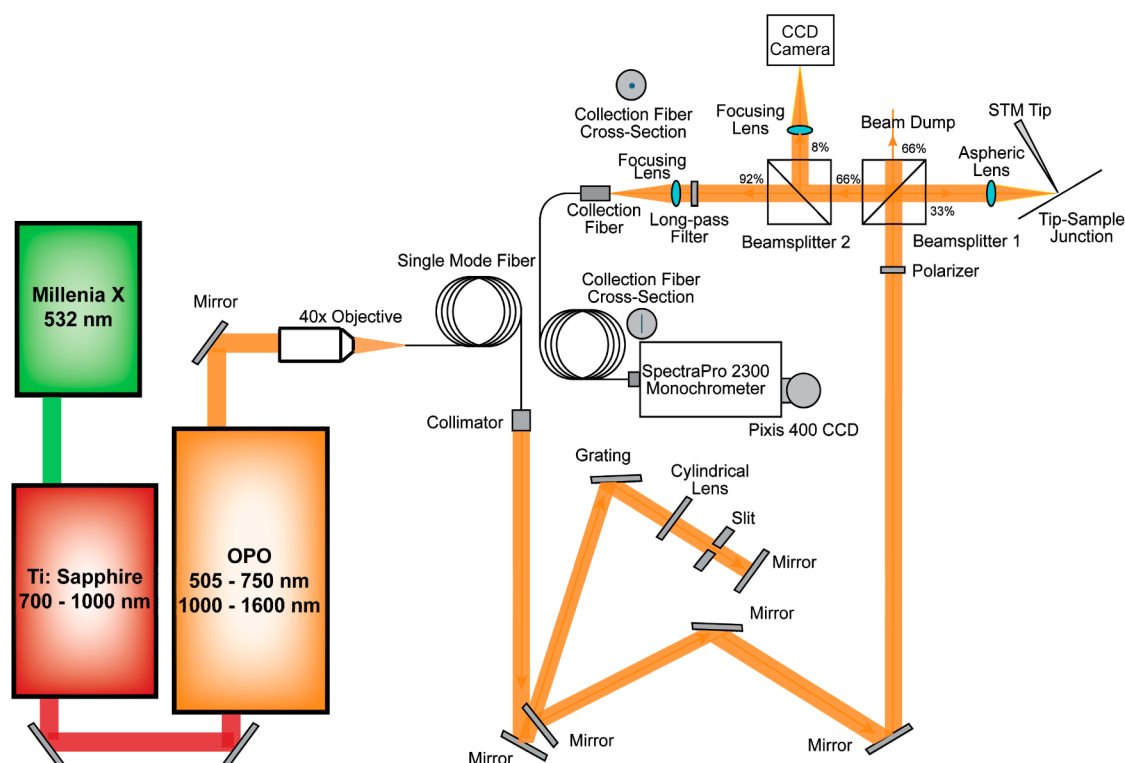 CCD
Camera
Collection Fiber
Cross-Section
Focusing
Lens
Beam Dump
STM Tip
8%
66%
Focusing
Lens
92%
66%
Aspheric
Lens
33%
Collection
Fiber
Long-pass
Filter
Beamsplitter 2
Beamsplitter 1
Tip-Sample
Junction
Polarizer
Single Mode Fiber
Collection Fiber
Cross-Section
Millenia X
532 nm
Mirror
40x Objective
SpectraPro 2300
Monochrometer
Collimator
Pixis 400 CCD
Grating
Cylindrical
Lens
Slit
Mirror
Ti: Sapphire
700 - 1000 nm
OPO
505 - 750 nm
1000 - 1600 nm
Mirror
Mirror
Mirror
Mirror